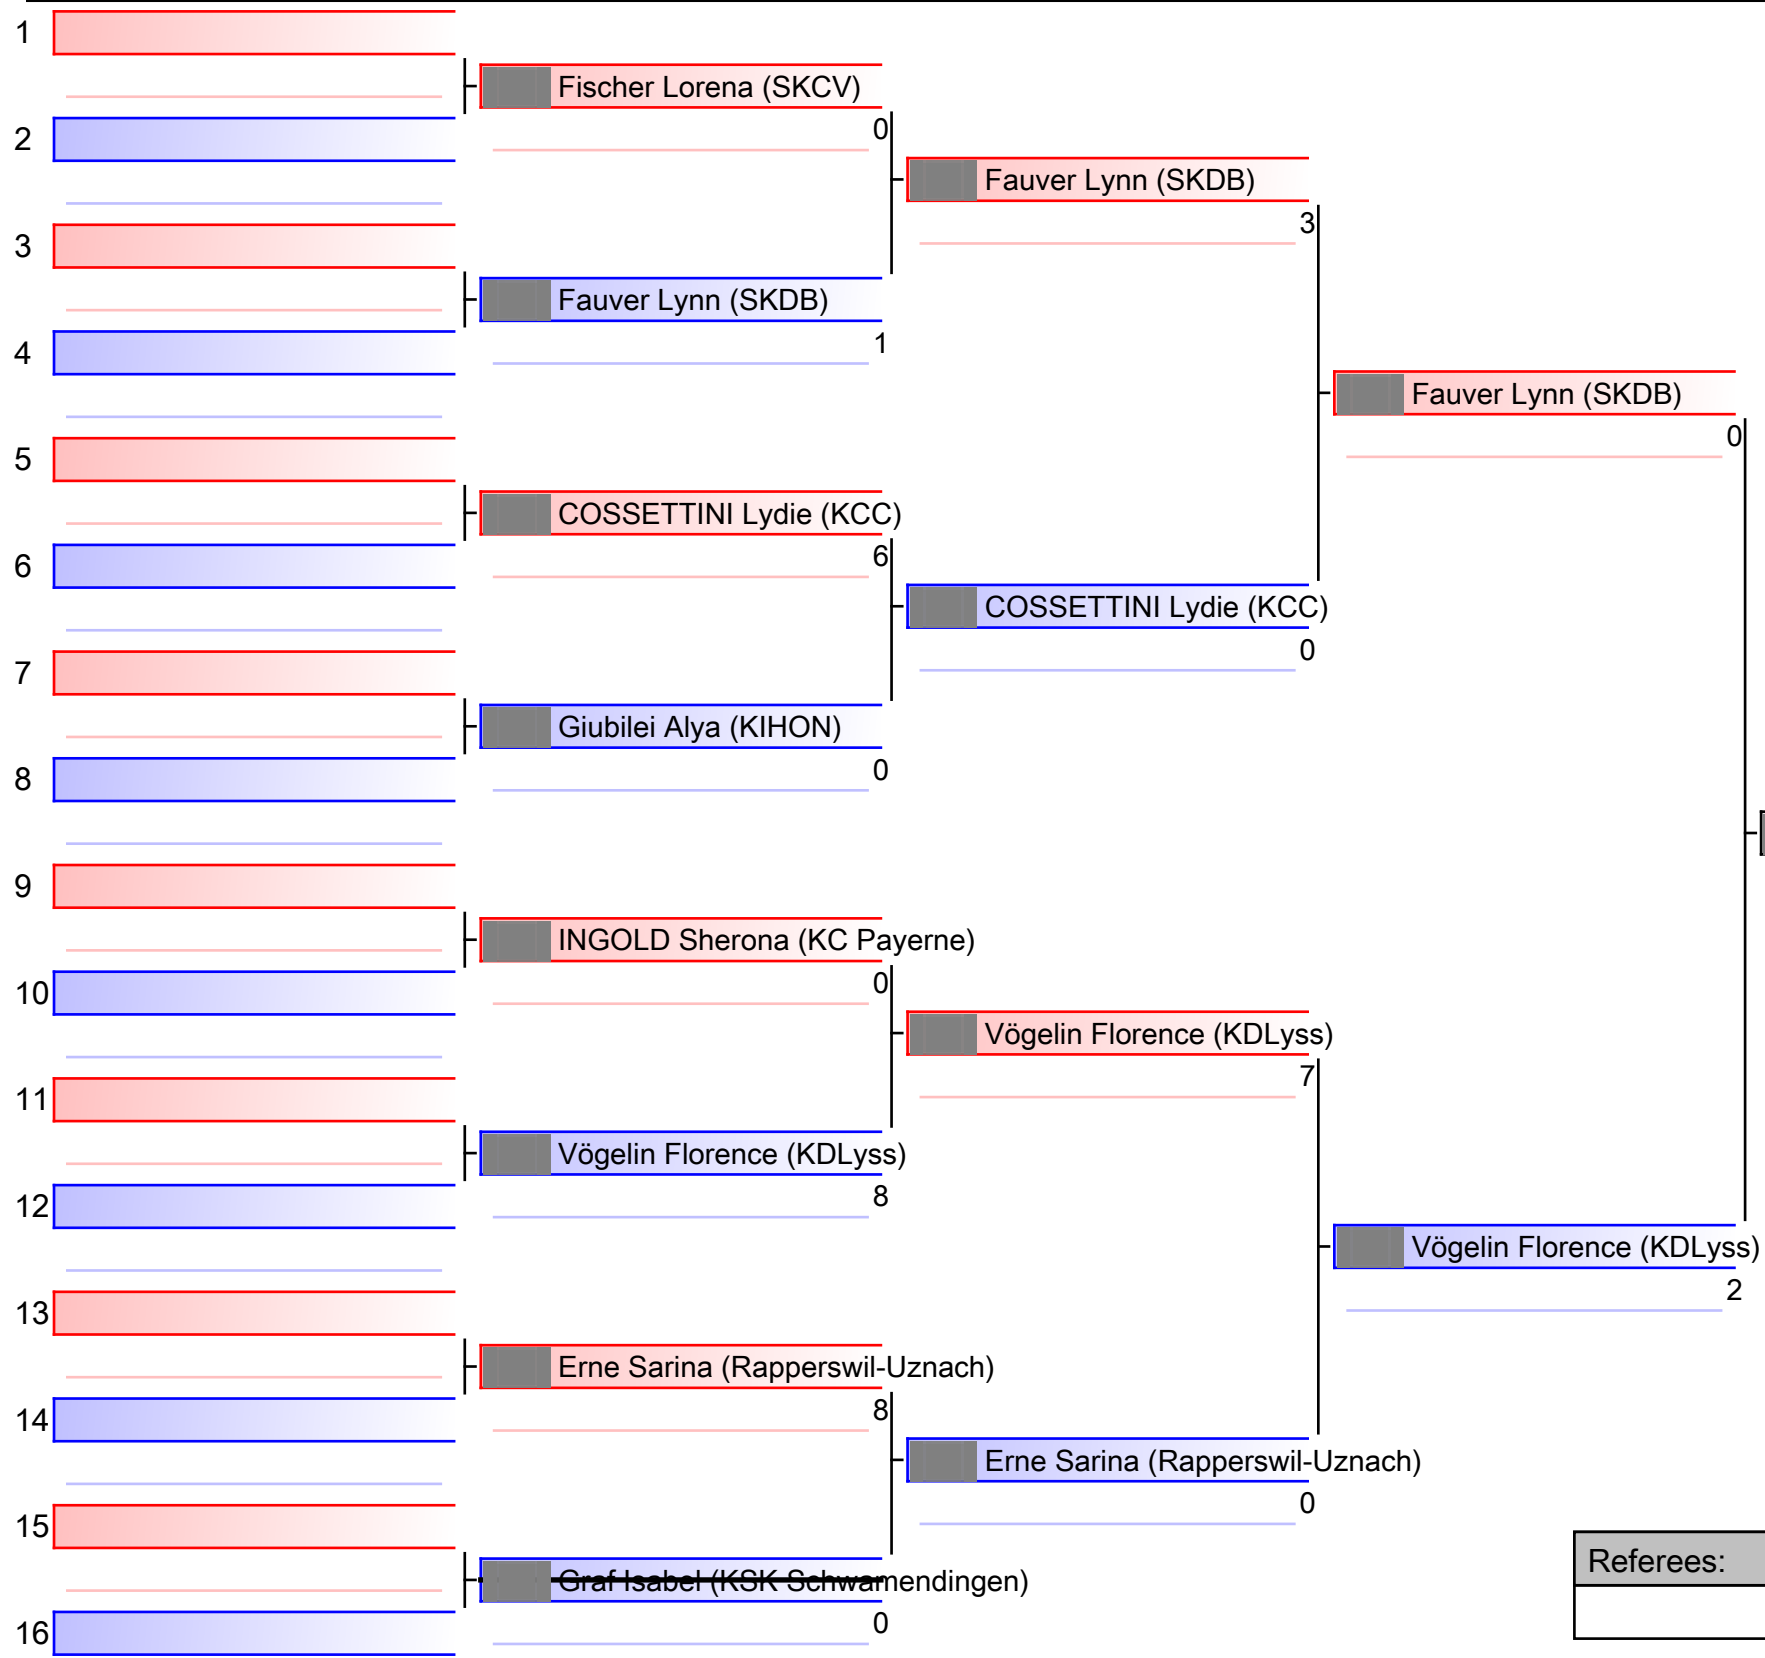 1
Fischer Lorena (SKCV)
0
2
Fauver Lynn (SKDB)
3
3
Fauver Lynn (SKDB)
1
4
Fauver Lynn (SKDB)
0
5
COSSETTINI Lydie (KCC)
6
6
COSSETTINI Lydie (KCC)
0
7
Giubilei Alya (KIHON)
0
8
9
INGOLD Sherona (KC Payerne)
0
10
Vögelin Florence (KDLyss)
7
11
Vögelin Florence (KDLyss)
8
12
Vögelin Florence (KDLyss)
2
13
Erne Sarina (Rapperswil-Uznach)
8
14
Erne Sarina (Rapperswil-Uznach)
0
15
Graf Isabel (KSK Schwamendingen)
0
16
Referees: